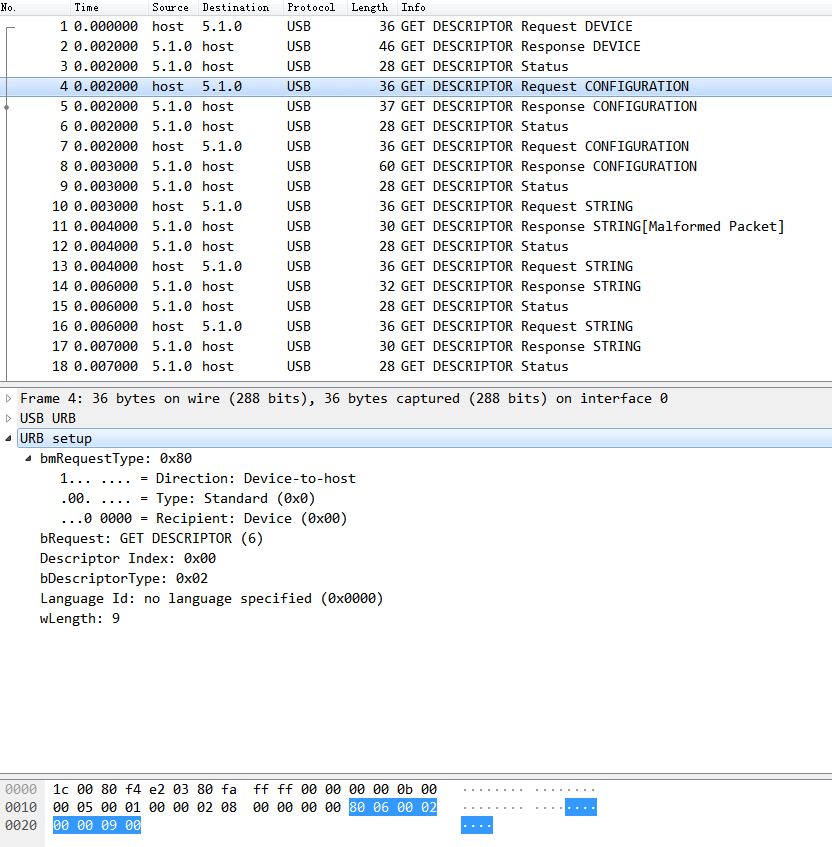 No. Time Source Destination Protocol Length Info
1 0.000000 host 5.1.0 USB 36 GET DESCRIPTOR Request DEVICE
2 0.002000 5.1.0 host USB 46 GET DESCRIPTOR Response DEVICE
3 0.002000 5.1.0 host USB 28 GET DESCRIPTOR Status
4 0.002000 host 5.1.0 USB 36 GET DESCRIPTOR Request CONFIGURATION
5 0.002000 5.1.0 host USB 37 GET DESCRIPTOR Response CONFIGURATION
6 0.002000 5.1.0 host USB 28 GET DESCRIPTOR Status
7 0.002000 host 5.1.0 USB 36 GET DESCRIPTOR Request CONFIGURATION
8 0.003000 5.1.0 host USB 60 GET DESCRIPTOR Response CONFIGURATION
9 0.003000 5.1.0 host USB 28 GET DESCRIPTOR Status
10 0.003000 host 5.1.0 USB 36 GET DESCRIPTOR Request STRING
11 0.004000 5.1.0 host USB 30 GET DESCRIPTOR Response STRING[Malformed Packet]
12 0.004000 5.1.0 host USB 28 GET DESCRIPTOR Status
13 0.004000 host 5.1.0 USB 36 GET DESCRIPTOR Request STRING
14 0.006000 5.1.0 host USB 32 GET DESCRIPTOR Response STRING
15 0.006000 5.1.0 host USB 28 GET DESCRIPTOR Status
16 0.006000 host 5.1.0 USB 36 GET DESCRIPTOR Request STRING
17 0.007000 5.1.0 host USB 30 GET DESCRIPTOR Response STRING
18 0.007000 5.1.0 host USB 28 GET DESCRIPTOR Status
Frame 4: 36 bytes on wire (288 bits), 36 bytes captured (288 bits) on interface 0
USB URB
URB setup
bmRequestType: 0x80
1... .... = Direction: Device-to-host
.00. .... = Type: Standard (0x0)
...0 0000 = Recipient: Device (0x00)
bRequest: GET DESCRIPTOR (6)
Descriptor Index: 0x00
bDescriptorType: 0x02
Language Id: no language specified (0x0000)
wLength: 9
0000 1c 00 80 f4 e2 03 80 fa ff ff 00 00 00 00 0b 00 ........ ........
0010 00 05 00 01 00 00 02 08 00 00 00 00 80 06 00 02 ........ ........
0020 00 00 09 00 ....